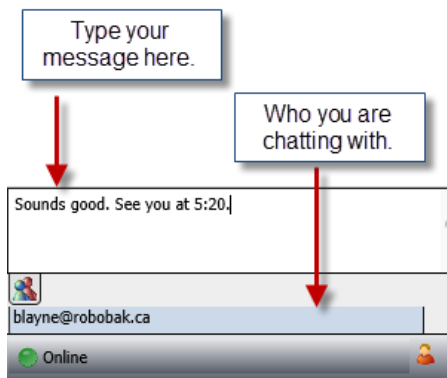 Type your
message here.
Who you are
chatting with.
Sounds good. See you at 5:20.
blayne@robobak.ca
Online